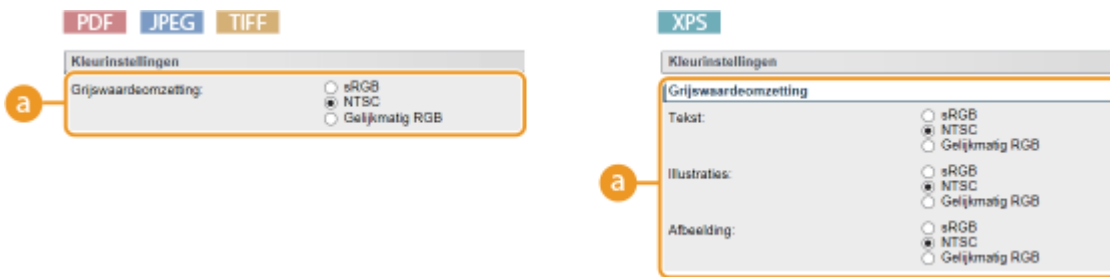 PDF JPEG TIFF
Kleurinstellingen
a
Grijswaardeomzetting:
sRGB
NTSC
Gelijkmatig RGB
XPS
Kleurinstellingen
a
Grijswaardeomzetting
Tekst:
sRGB
NTSC
Gelijkmatig RGB
Illustraties:
sRGB
NTSC
Gelijkmatig RGB
Afbeelding:
sRGB
NTSC
Gelijkmatig RGB